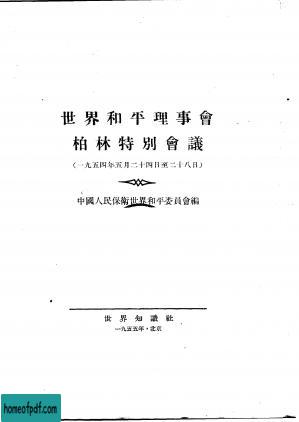 世界和平理事會
柏林特別會議
(一九五四年五月二十四日至二十八日)
中國人民保衛世界和平委員會編
世界知識社
一九五五年·北京
homeofpdf.com